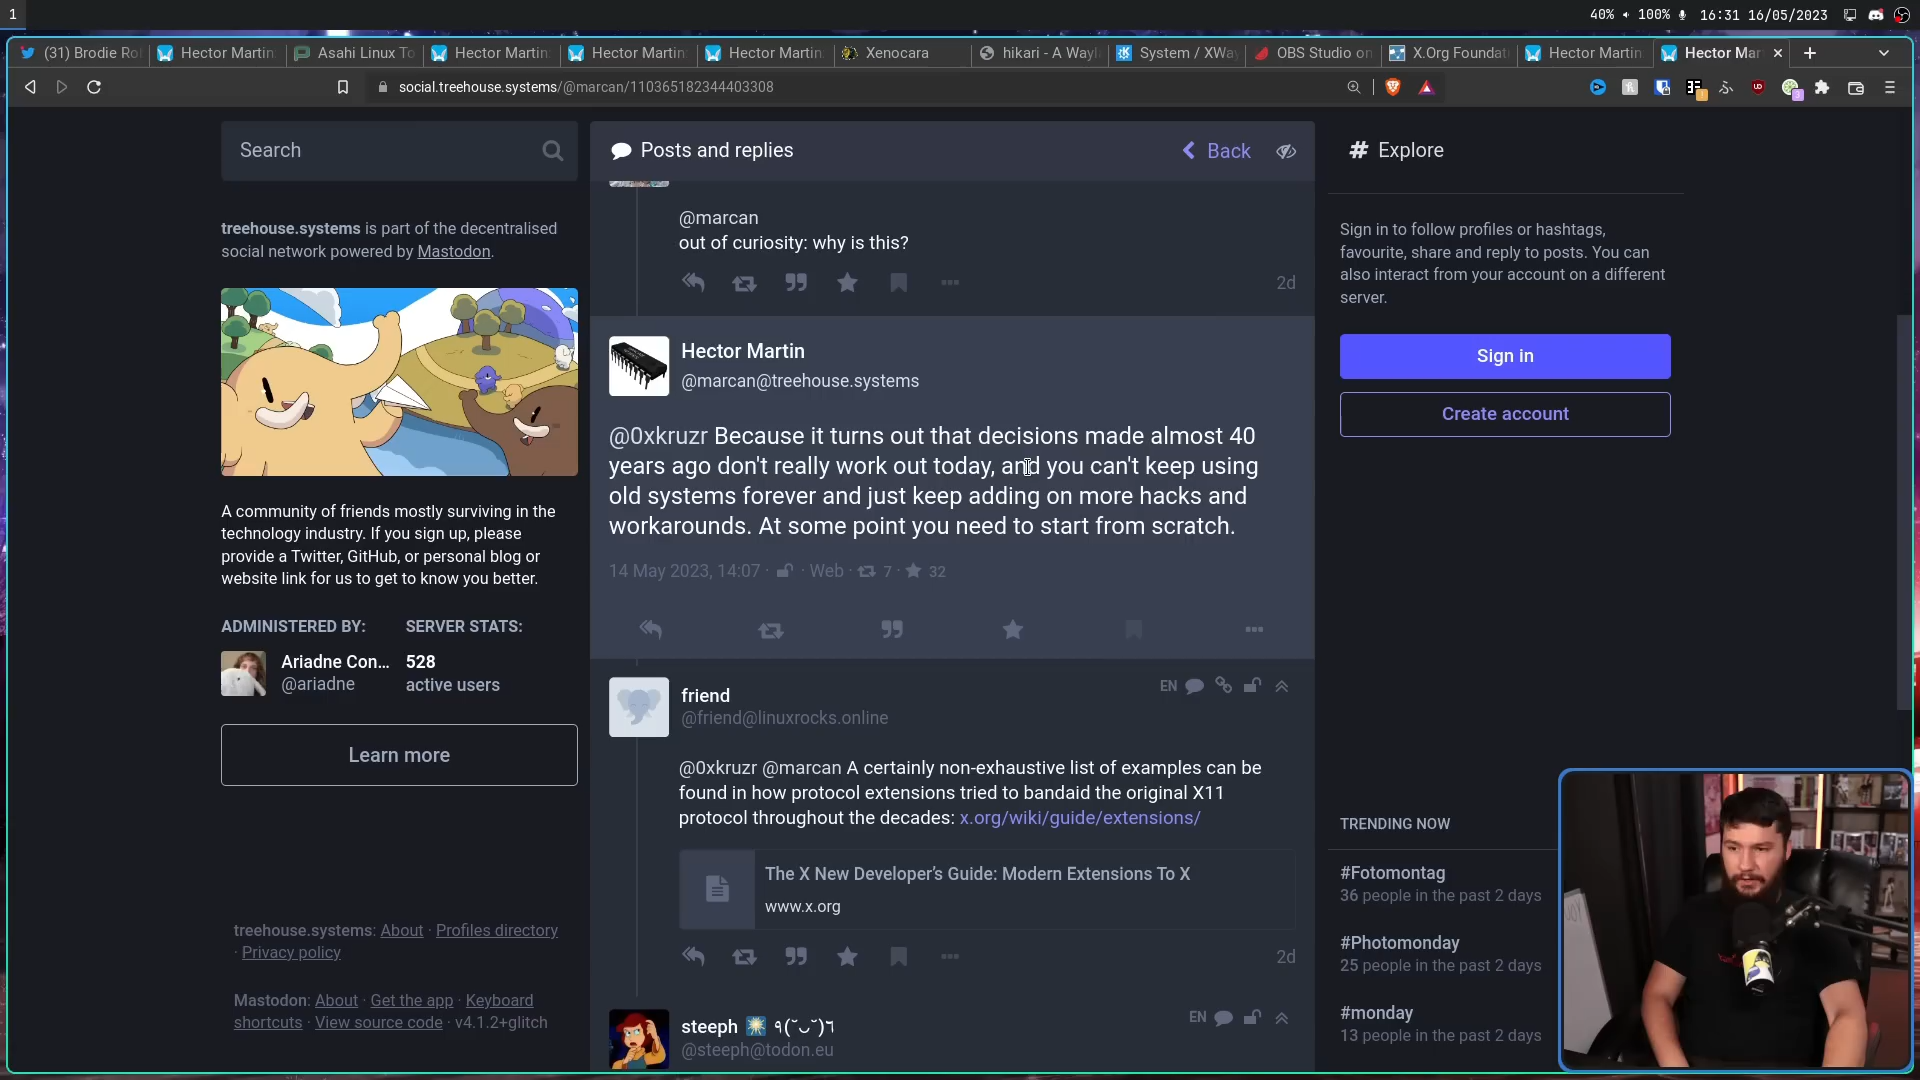 1
40% 100% 16:31 16/05/2023
(31) Brodie Ro
Hector Martin
Asahi Linux To
Hector Martin
Hector Martin
Hector Martin
Xenocara
hikari - A Wayl
System / XWay
OBS Studio on
X.Org Foundat
Hector Martin
Hector Mar
social.treehouse.systems/@marcan/110365182344403308
Search
treehouse.systems is part of the decentralised
social network powered by Mastodon.
A community of friends mostly surviving in the
technology industry. If you sign up, please
provide a Twitter, GitHub, or personal blog or
website link for us to get to know you better.
ADMINISTERED BY:
Ariadne Con...
@ariadne
SERVER STATS:
528
active users
Learn more
treehouse.systems: About · Profiles directory
· Privacy policy
Mastodon: About · Get the app · Keyboard
shortcuts · View source code · v4.1.2+glitch
Posts and replies
Back
@marcan
out of curiosity: why is this?
2d
Hector Martin
@marcan@treehouse.systems
@0xkruzr Because it turns out that decisions made almost 40
years ago don't really work out today, and you can't keep using
old systems forever and just keep adding on more hacks and
workarounds. At some point you need to start from scratch.
14 May 2023, 14:07 · · Web · 7 · 32
friend
EN
@friend@linuxrocks.online
@0xkruzr @marcan A certainly non-exhaustive list of examples can be
found in how protocol extensions tried to bandaid the original X11
protocol throughout the decades: x.org/wiki/guide/extensions/
The X New Developer's Guide: Modern Extensions To X
www.x.org
2d
steeph
EN
@steeph@todon.eu
# Explore
Sign in to follow profiles or hashtags,
favourite, share and reply to posts. You can
also interact from your account on a different
server.
Sign in
Create account
TRENDING NOW
#Fotomontag
36 people in the past 2 days
#Photomonday
25 people in the past 2 days
#monday
13 people in the past 2 days